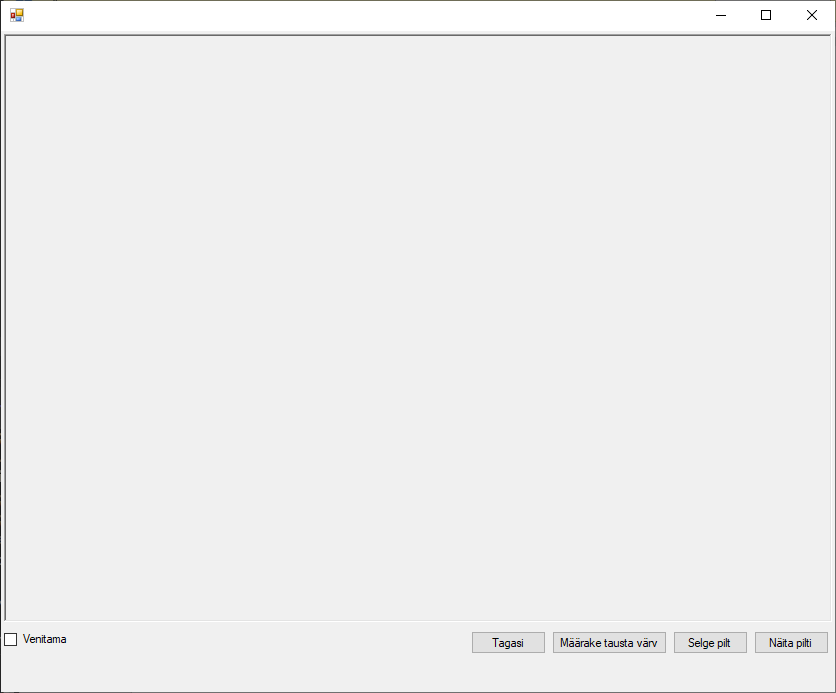 Venitama
Tagasi
Määrake tausta värv
Selge pilt
Näita pilti